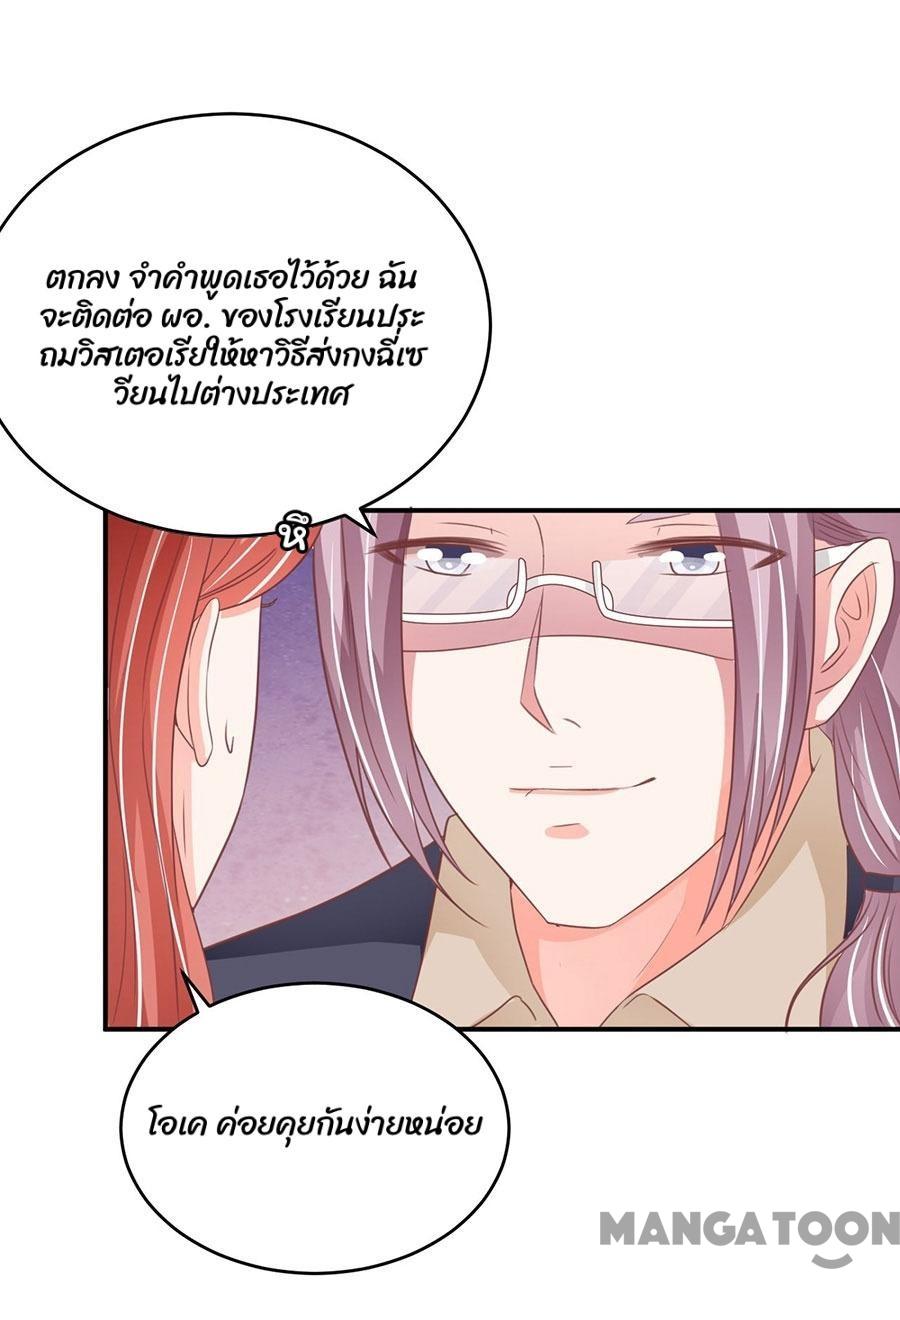 ตกลง จำคำพูดเธอไว้ด้วย ฉัน
จะติดต่อ ผอ. ของโรงเรียนประ
ถมวิสเตอเรียให้หาวิธีส่งกงฉี่เซ
วียนไปต่างประเทศ
หึ
โอเค ค่อยคุยกันง่ายหน่อย
MANGATOON